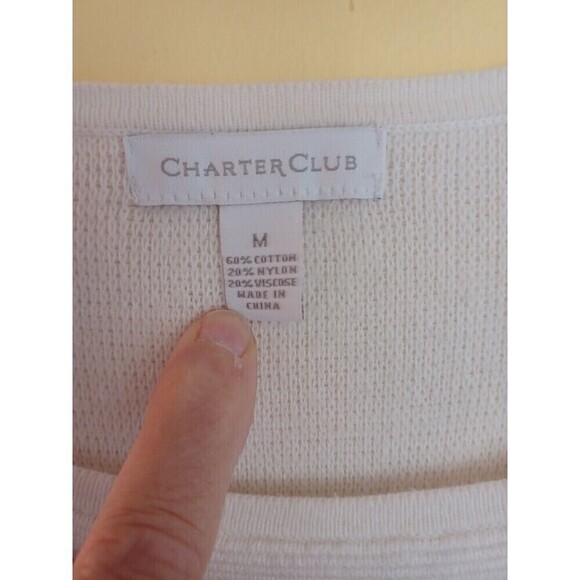 CHARTER CLUB
M
60% COTTON
20% NYLON
20% VISCOSE
MADE IN
CHINA